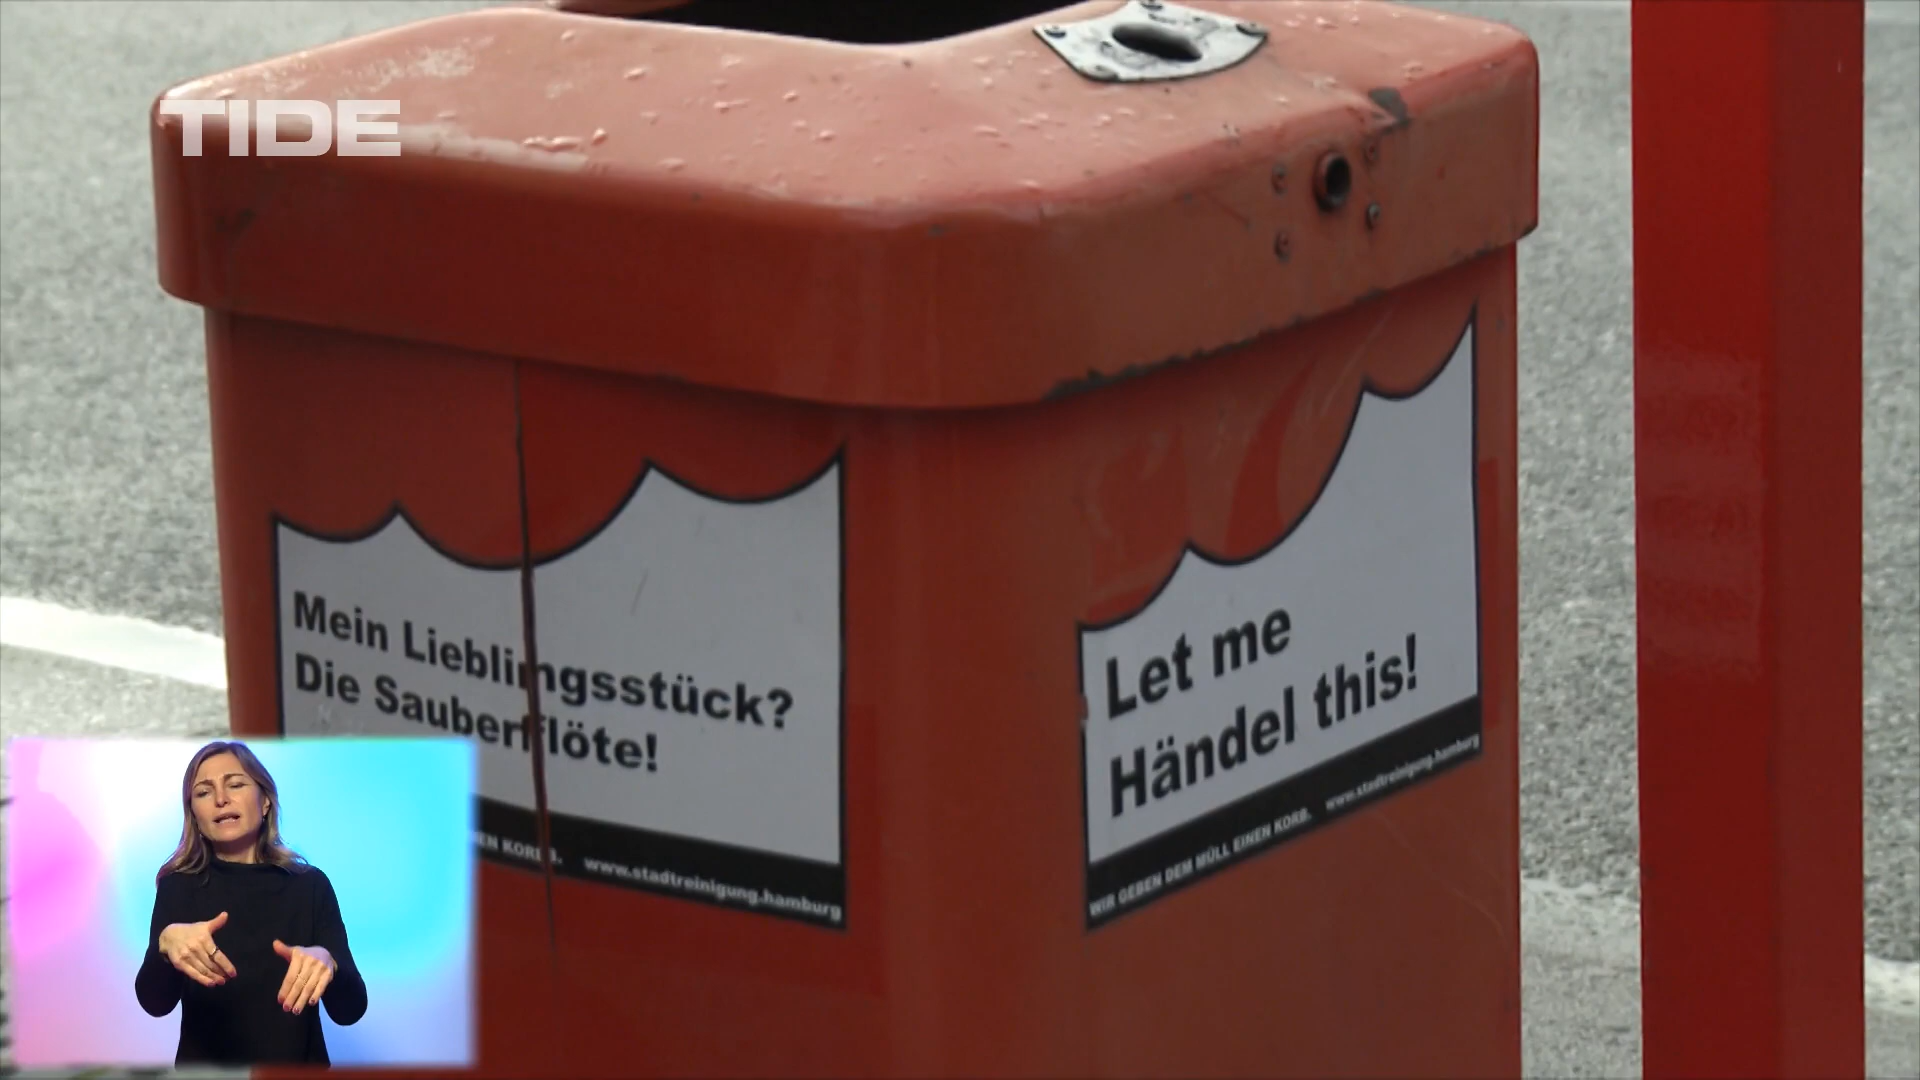 TIDE
Mein Lieblingsstück?
Die Sauberflöte!
KORB. www.stadtreinigung.hamburg
Let me
Händel this!
WIR GEBEN DEM MÜLL EINEN KORB. www.stadtreinigung.hamburg